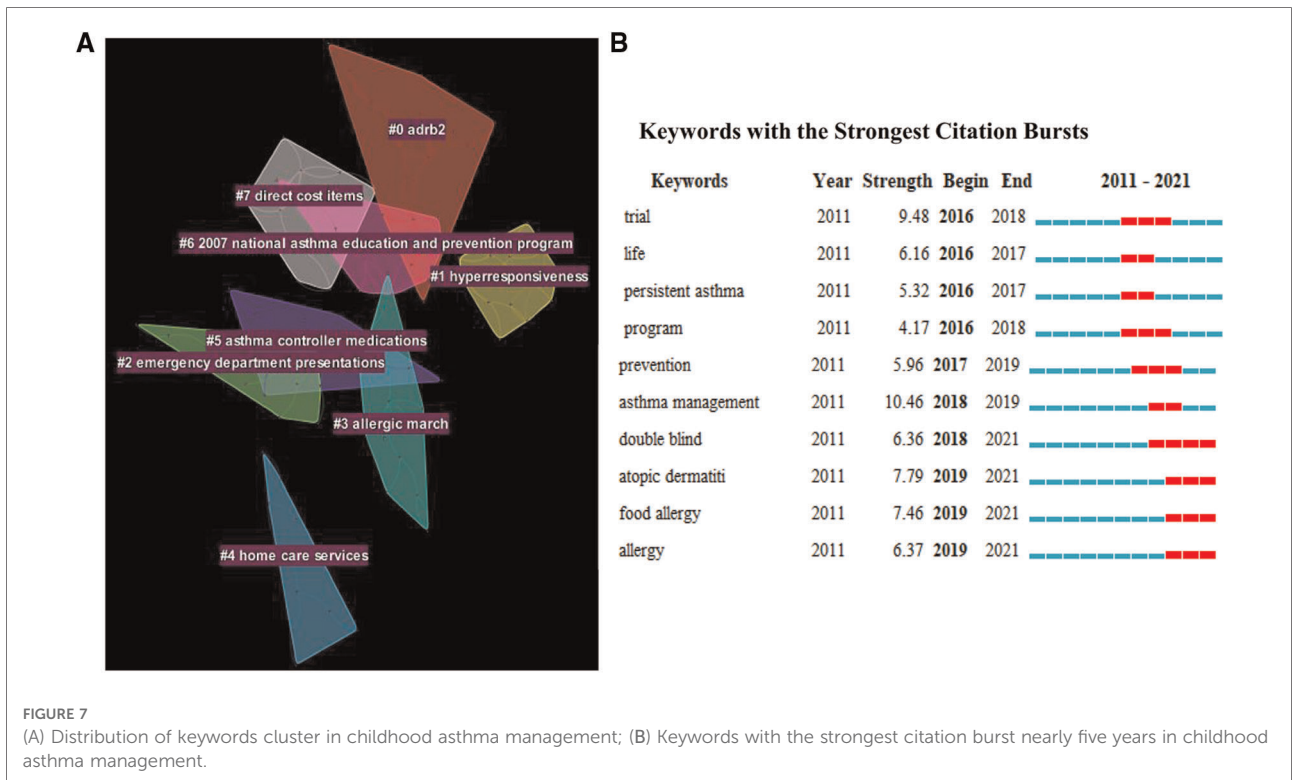 A
#0 adrb2
#7 direct cost items
#6 2007 national asthma education and prevention program
#1 hyperresponsiveness
#5 asthma controller medications
#2 emergency department presentations
#3 allergic march
#4 home care services
B
Keywords with the Strongest Citation Bursts
Keywords Year Strength Begin End 2011 - 2021
trial 2011 9.48 2016 2018
life 2011 6.16 2016 2017
persistent asthma 2011 5.32 2016 2017
program 2011 4.17 2016 2018
prevention 2011 5.96 2017 2019
asthma management 2011 10.46 2018 2019
double blind 2011 6.36 2018 2021
atopic dermatiti 2011 7.79 2019 2021
food allergy 2011 7.46 2019 2021
allergy 2011 6.37 2019 2021
FIGURE 7
(A) Distribution of keywords cluster in childhood asthma management; (B) Keywords with the strongest citation burst nearly five years in childhood
asthma management.